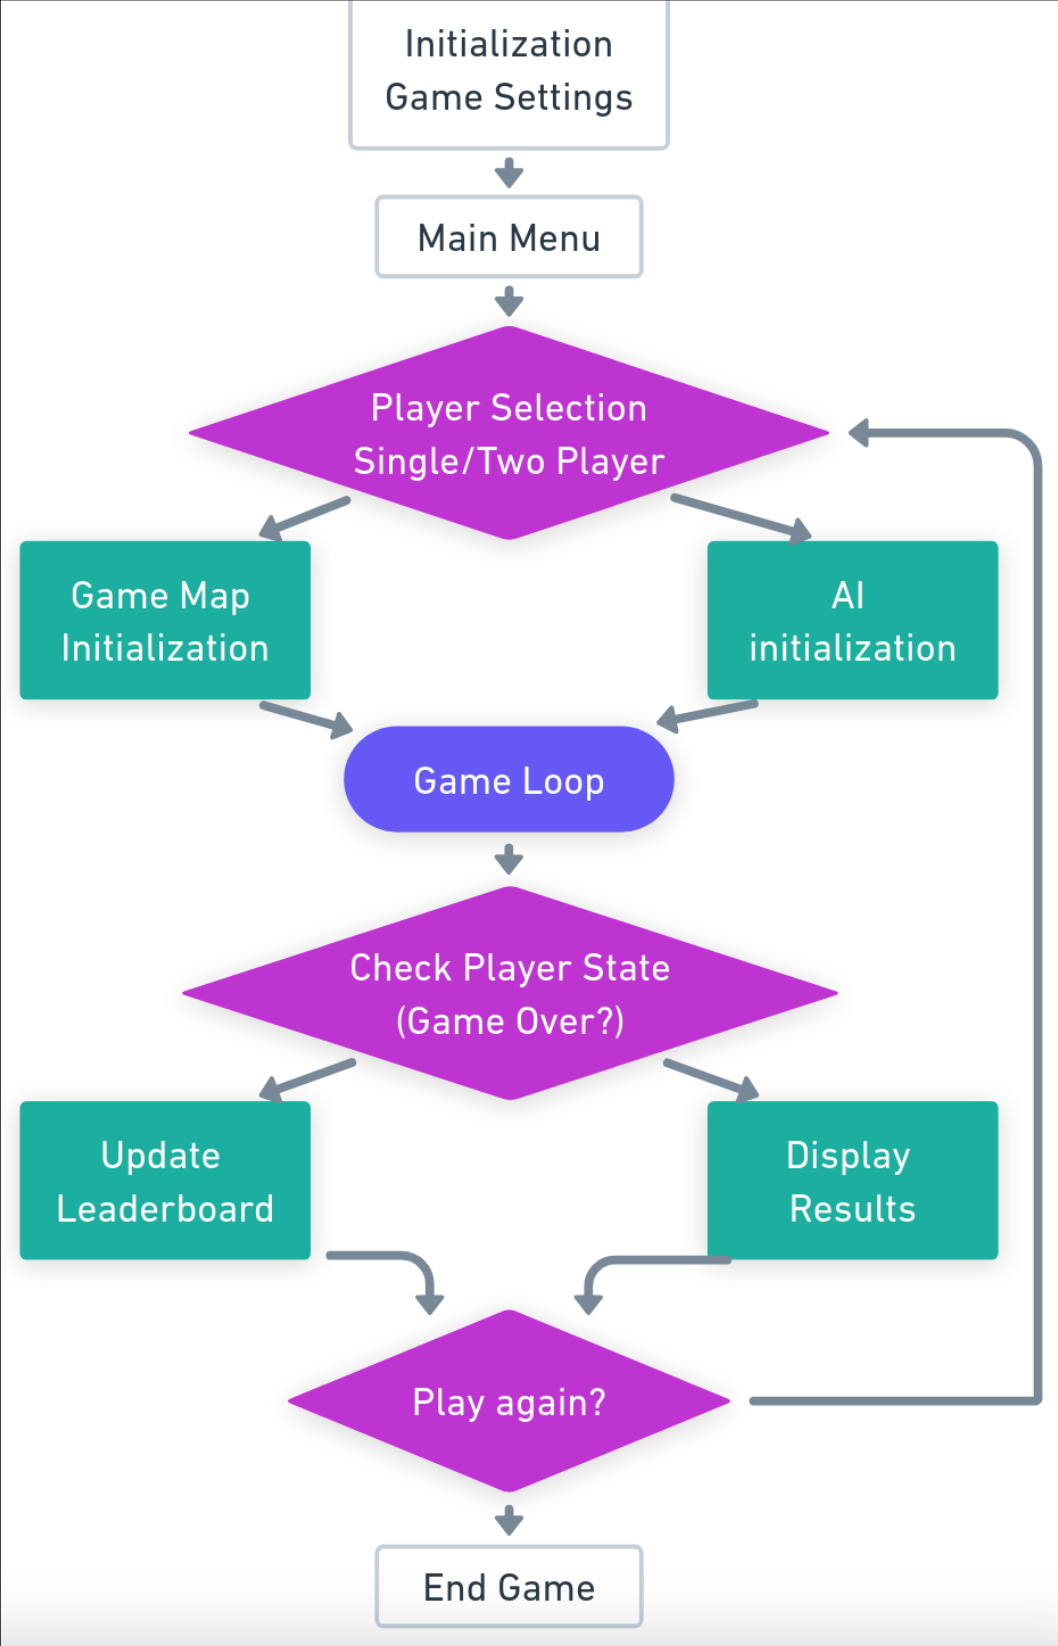 Initialization
Game Settings
Main Menu
Player Selection
Single/Two Player
Game Map
Initialization
AI
initialization
Game Loop
Check Player State
(Game Over?)
Update
Leaderboard
Display
Results
Play again?
End Game